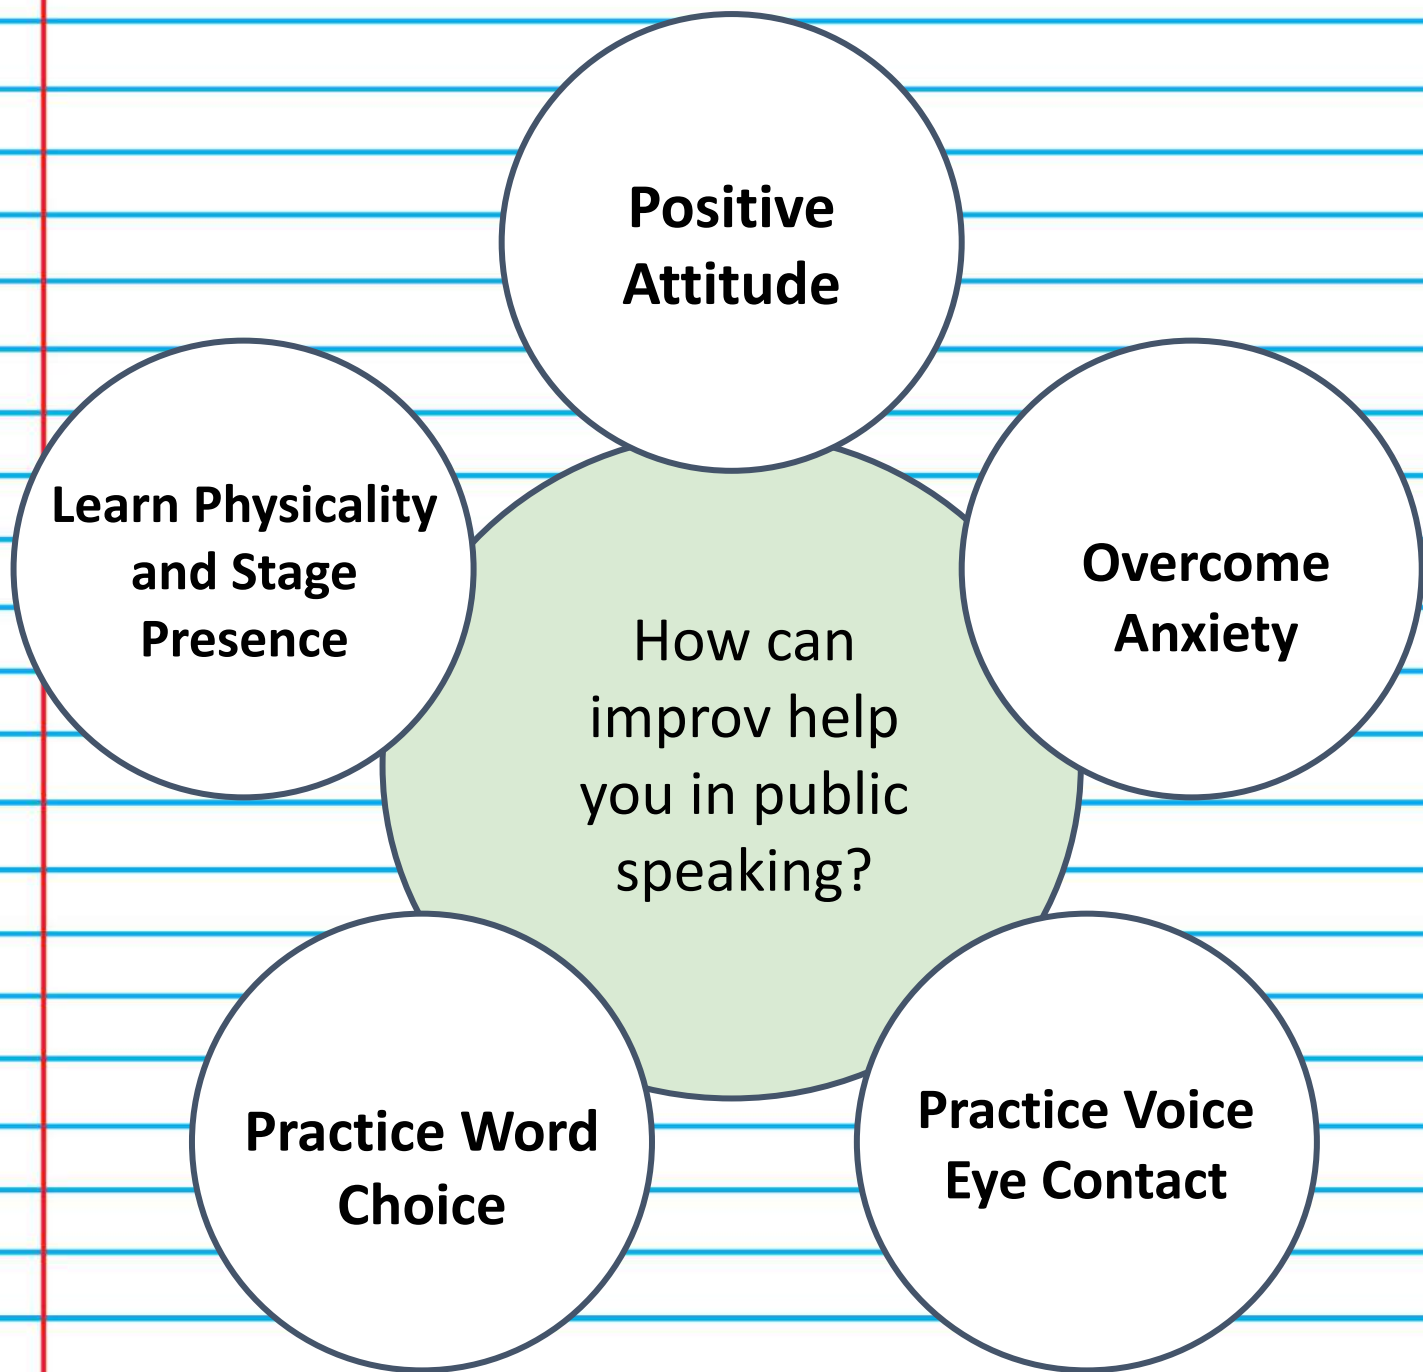 Positive
Attitude
Learn Physicality
and Stage
Presence
Overcome
Anxiety
How can
improv help
you in public
speaking?
Practice Word
Choice
Practice Voice
Eye Contact